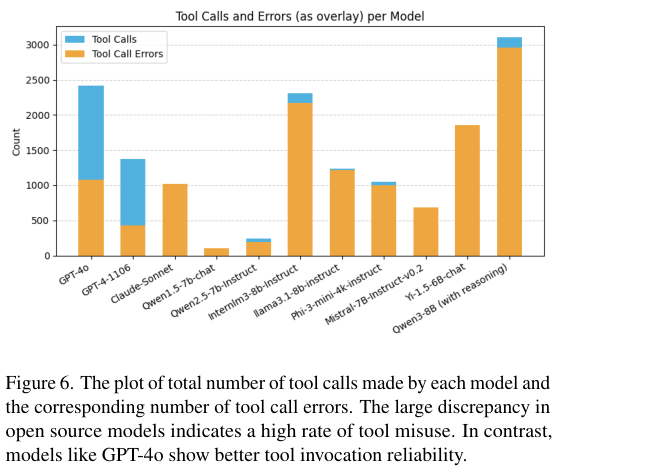 Tool Calls and Errors (as overlay) per Model
Tool Calls
Tool Call Errors
Count
3000
2500
2000
1500
1000
500
0
GPT-4o
GPT-4-1106
Claude-Sonnet
Qwen1.5-7b-chat
Qwen2.5-7b-instruct
Internlm3-8b-Instruct
llama3.1-8b-instruct
Phi-3-mini-4k-instruct
Mistral-7B-Instruct-v0.2
Yi-1.5-6B-chat
Qwen3-8B (with reasoning)
Figure 6. The plot of total number of tool calls made by each model and
the corresponding number of tool call errors. The large discrepancy in
open source models indicates a high rate of tool misuse. In contrast,
models like GPT-4o show better tool invocation reliability.